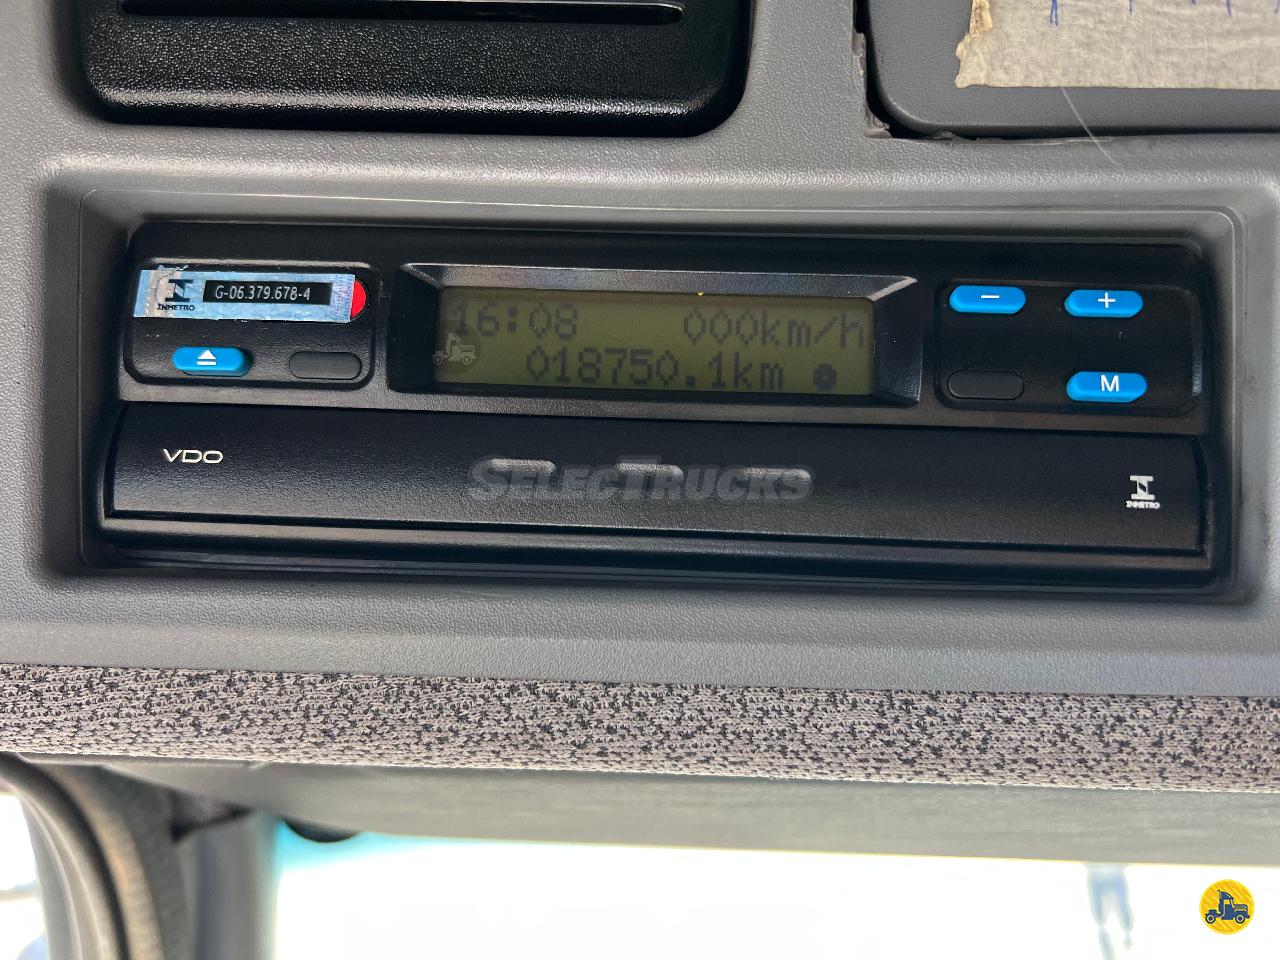 INMETRO
G-06.379.678-4
16:08 000km/h
018750.1km
−
+
M
VDO
SELECTRUCKS
INMETRO